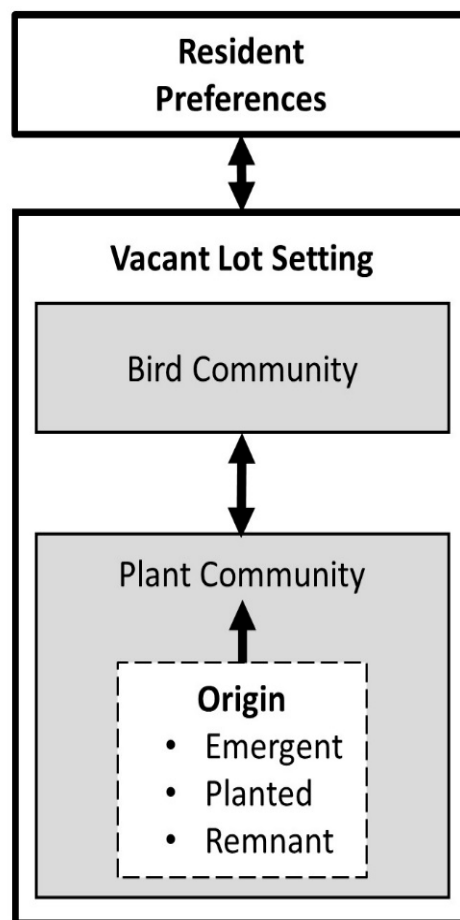 Resident
Preferences
Vacant Lot Setting
Bird Community
Plant Community
Origin
• Emergent
• Planted
• Remnant